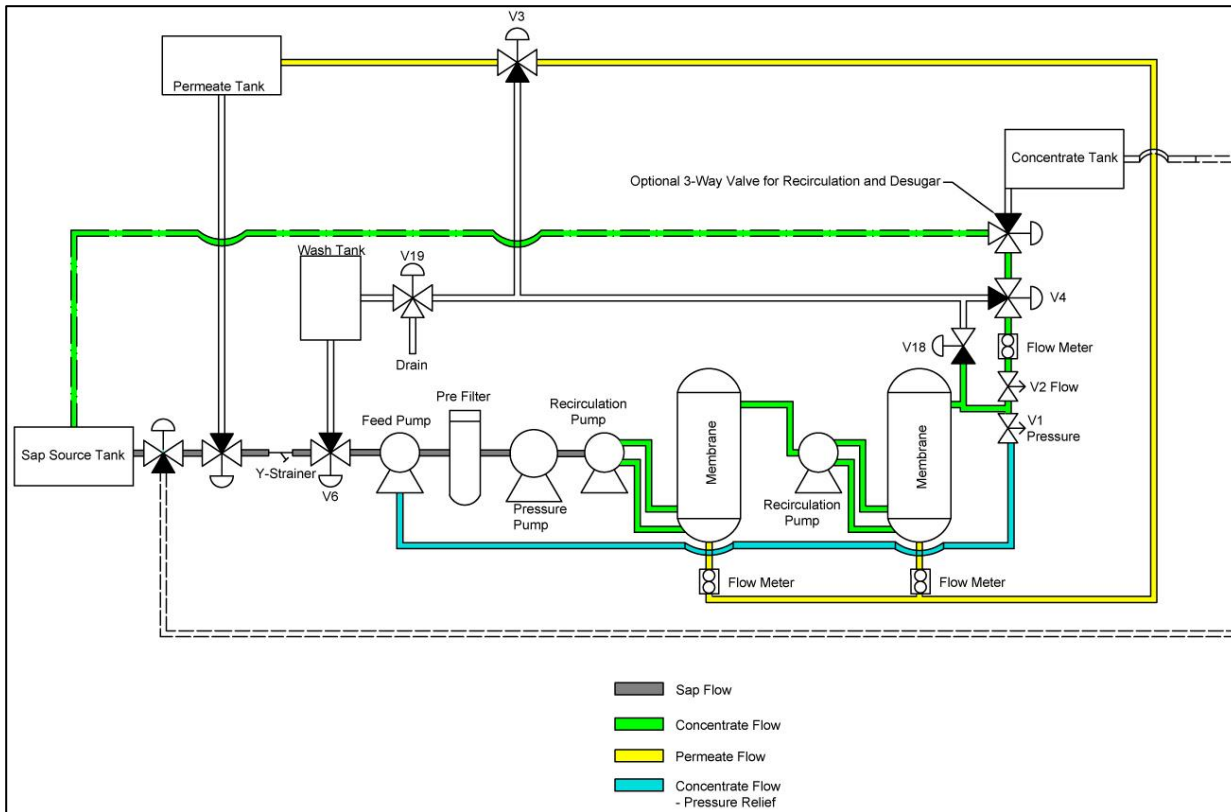 V3
Permeate Tank
Concentrate Tank
Optional 3-Way Valve for Recirculation and Desugar
Wash Tank
V19
V4
Drain
V18
Flow Meter
V2 Flow
Feed Pump
Pre Filter
Recirculation
Pump
V1
Pressure
Sap Source Tank
Y-Strainer
V6
Pressure
Pump
Membrane
Recirculation
Pump
Membrane
Flow Meter
Flow Meter
Sap Flow
Concentrate Flow
Permeate Flow
Concentrate Flow
- Pressure Relief